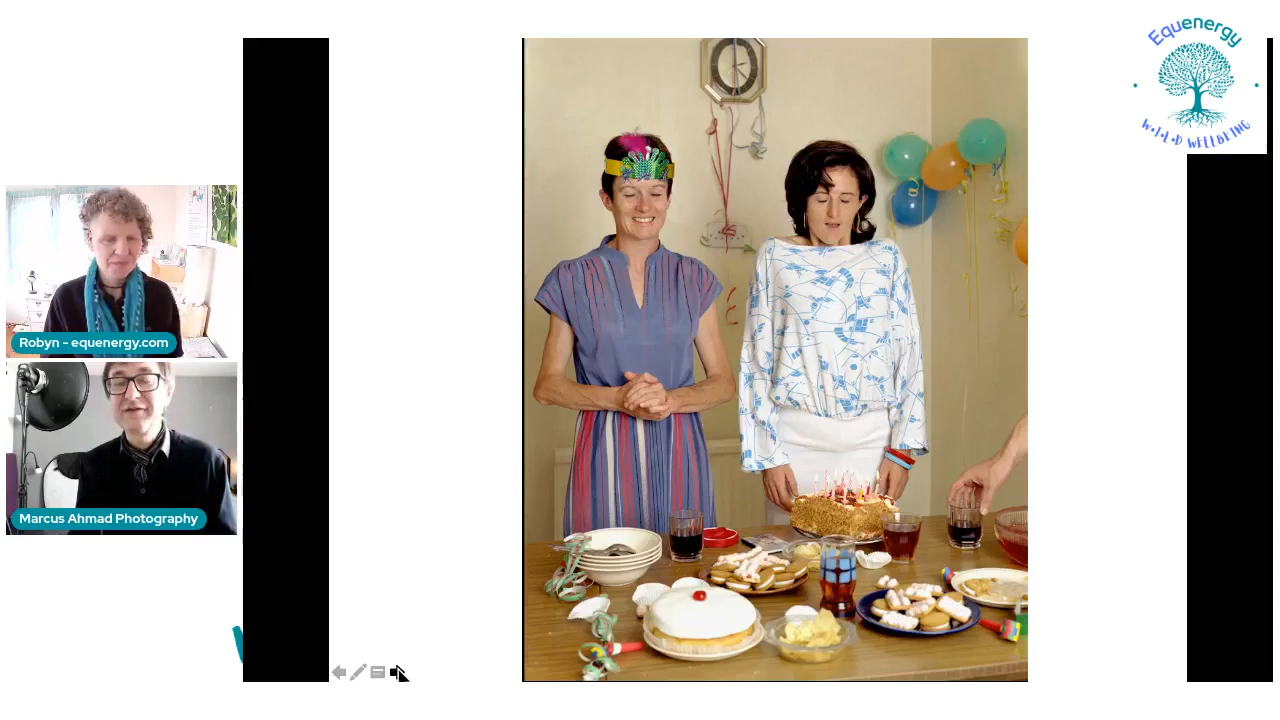 Equenergy
W·I·L·D WELLBEING
Robyn - equenergy.com
Marcus Ahmad Photography